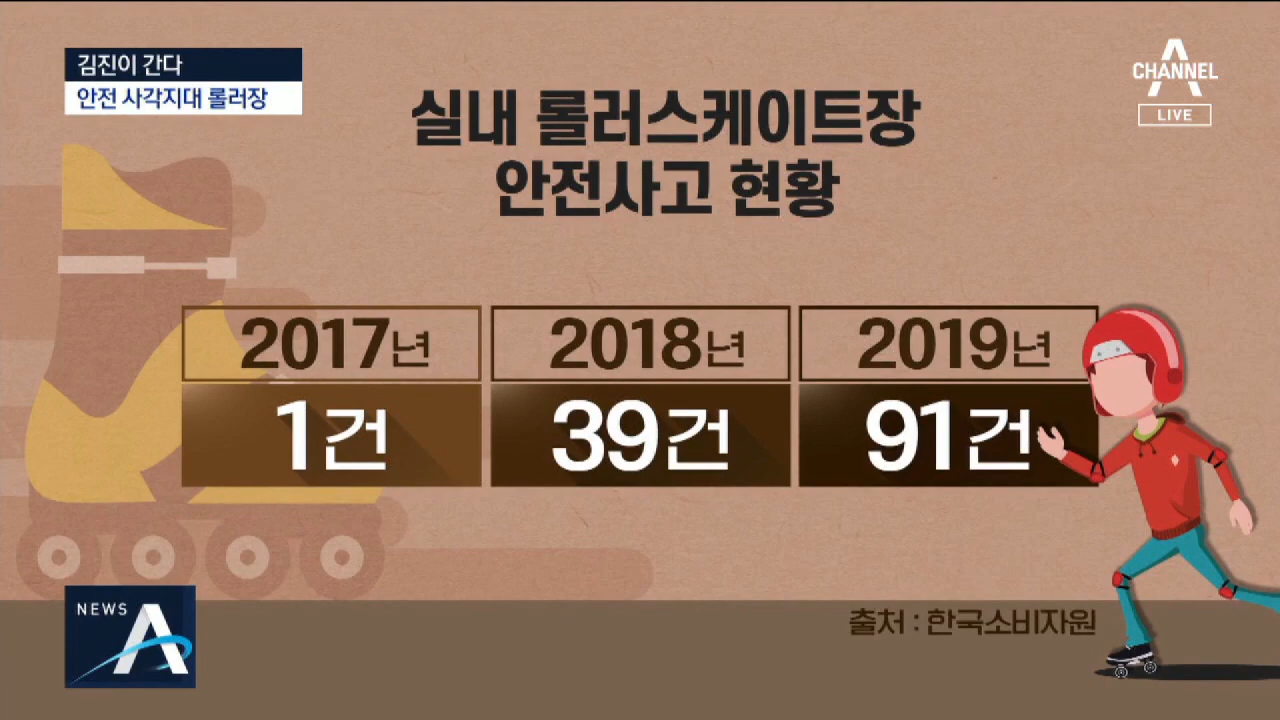 김진이 간다
안전 사각지대 롤러장
CHANNEL A
LIVE
실내 롤러스케이트장
안전사고 현황
2017년 2018년 2019년
1건 39건 91건
출처 : 한국소비자원
NEWS A